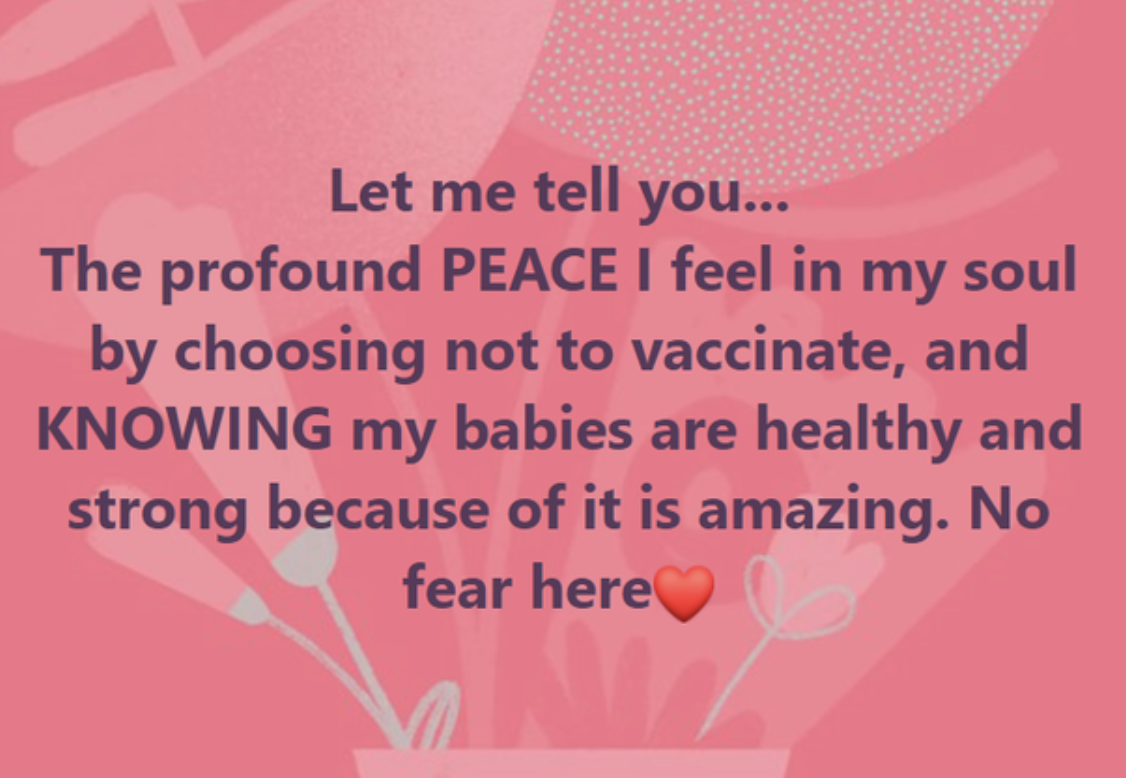 Let me tell you...
The profound PEACE I feel in my soul
by choosing not to vaccinate, and
KNOWING my babies are healthy and
strong because of it is amazing. No
fear here❤️